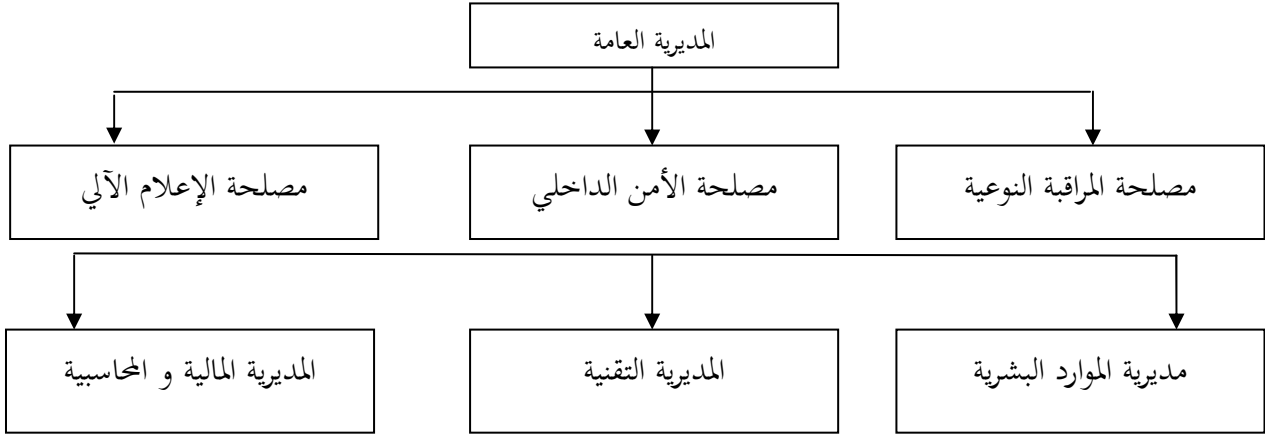 المديرية العامة
مصلحة المراقبة النوعية
مصلحة الأمن الداخلي
مصلحة الإعلام الآلي
مديرية الموارد البشرية
المديرية التقنية
المديرية المالية و المحاسبية